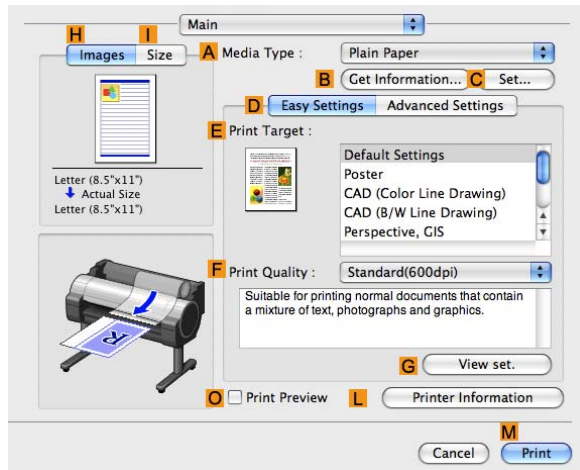 Main
H I
Images Size A Media Type : Plain Paper
B Get Information... C Set...
D Easy Settings Advanced Settings
E Print Target :
Default Settings
Poster
CAD (Color Line Drawing)
CAD (B/W Line Drawing)
Perspective, GIS
Letter (8.5"x11")
Actual Size
Letter (8.5"x11")
F Print Quality : Standard(600dpi)
Suitable for printing normal documents that contain
a mixture of text, photographs and graphics.
G View set.
O Print Preview L Printer Information
M
Cancel Print